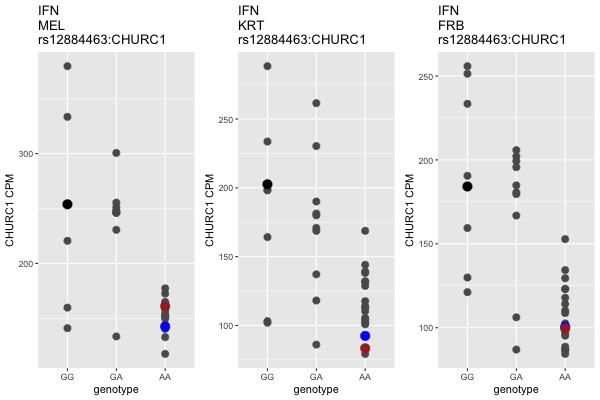 IFN
MEL
rs12884463:CHURC1
CHURC1 CPM
300
200
GG
GA
AA
genotype
IFN
KRT
rs12884463:CHURC1
CHURC1 CPM
250
200
150
100
GG
GA
AA
genotype
IFN
FRB
rs12884463:CHURC1
CHURC1 CPM
250
200
150
100
GG
GA
AA
genotype